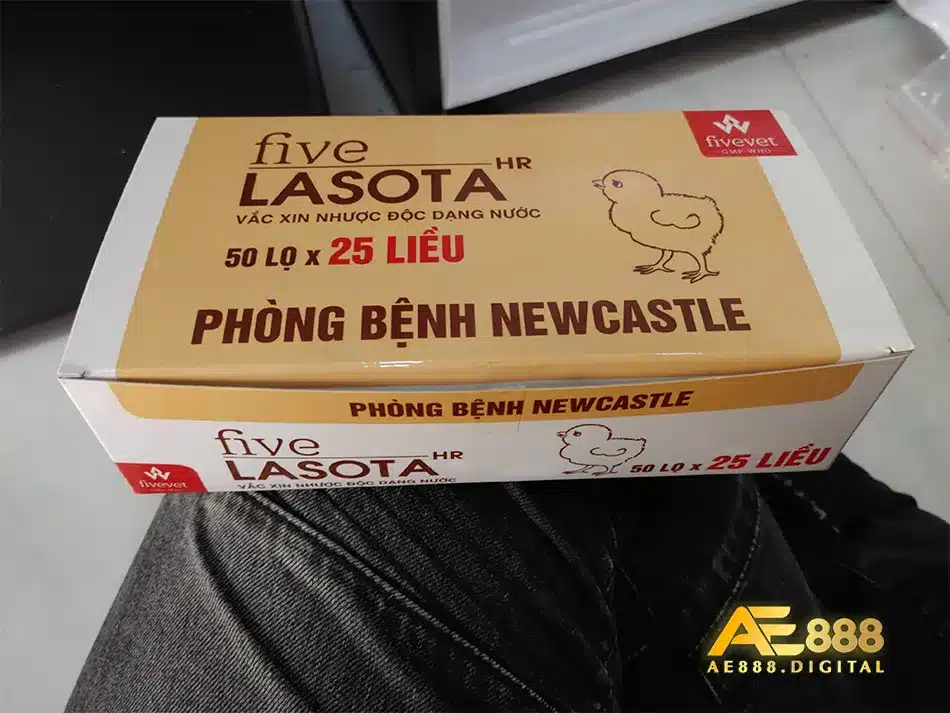 five
LASOTA HR
VẮC XIN NHƯỢC ĐỘC DẠNG NƯỚC
50 LỌ x 25 LIỀU
PHÒNG BỆNH NEWCASTLE
fivevet
GMP-WHO
PHÒNG BỆNH NEWCASTLE
five
LASOTA HR
VẮC XIN NHƯỢC ĐỘC DẠNG NƯỚC
50 LỌ x 25 LIỀU
fivevet
AE888
AE888.DIGITAL